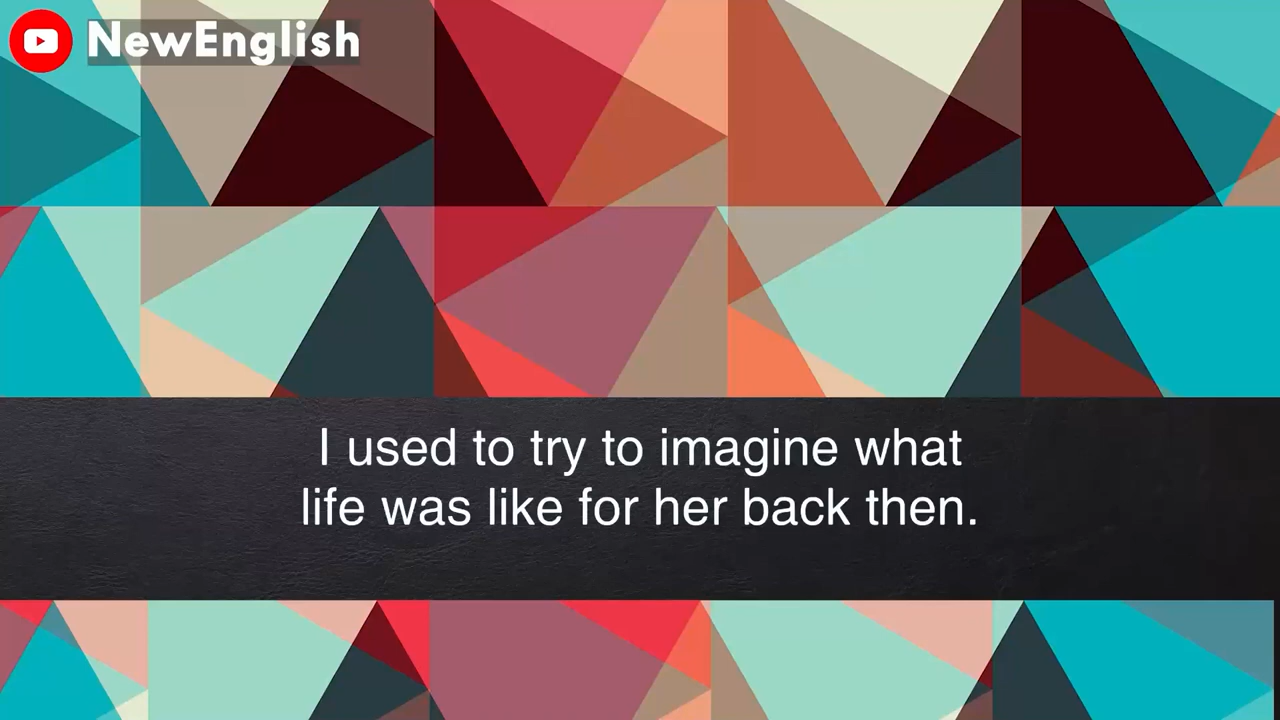 NewEnglish
I used to try to imagine what
life was like for her back then.